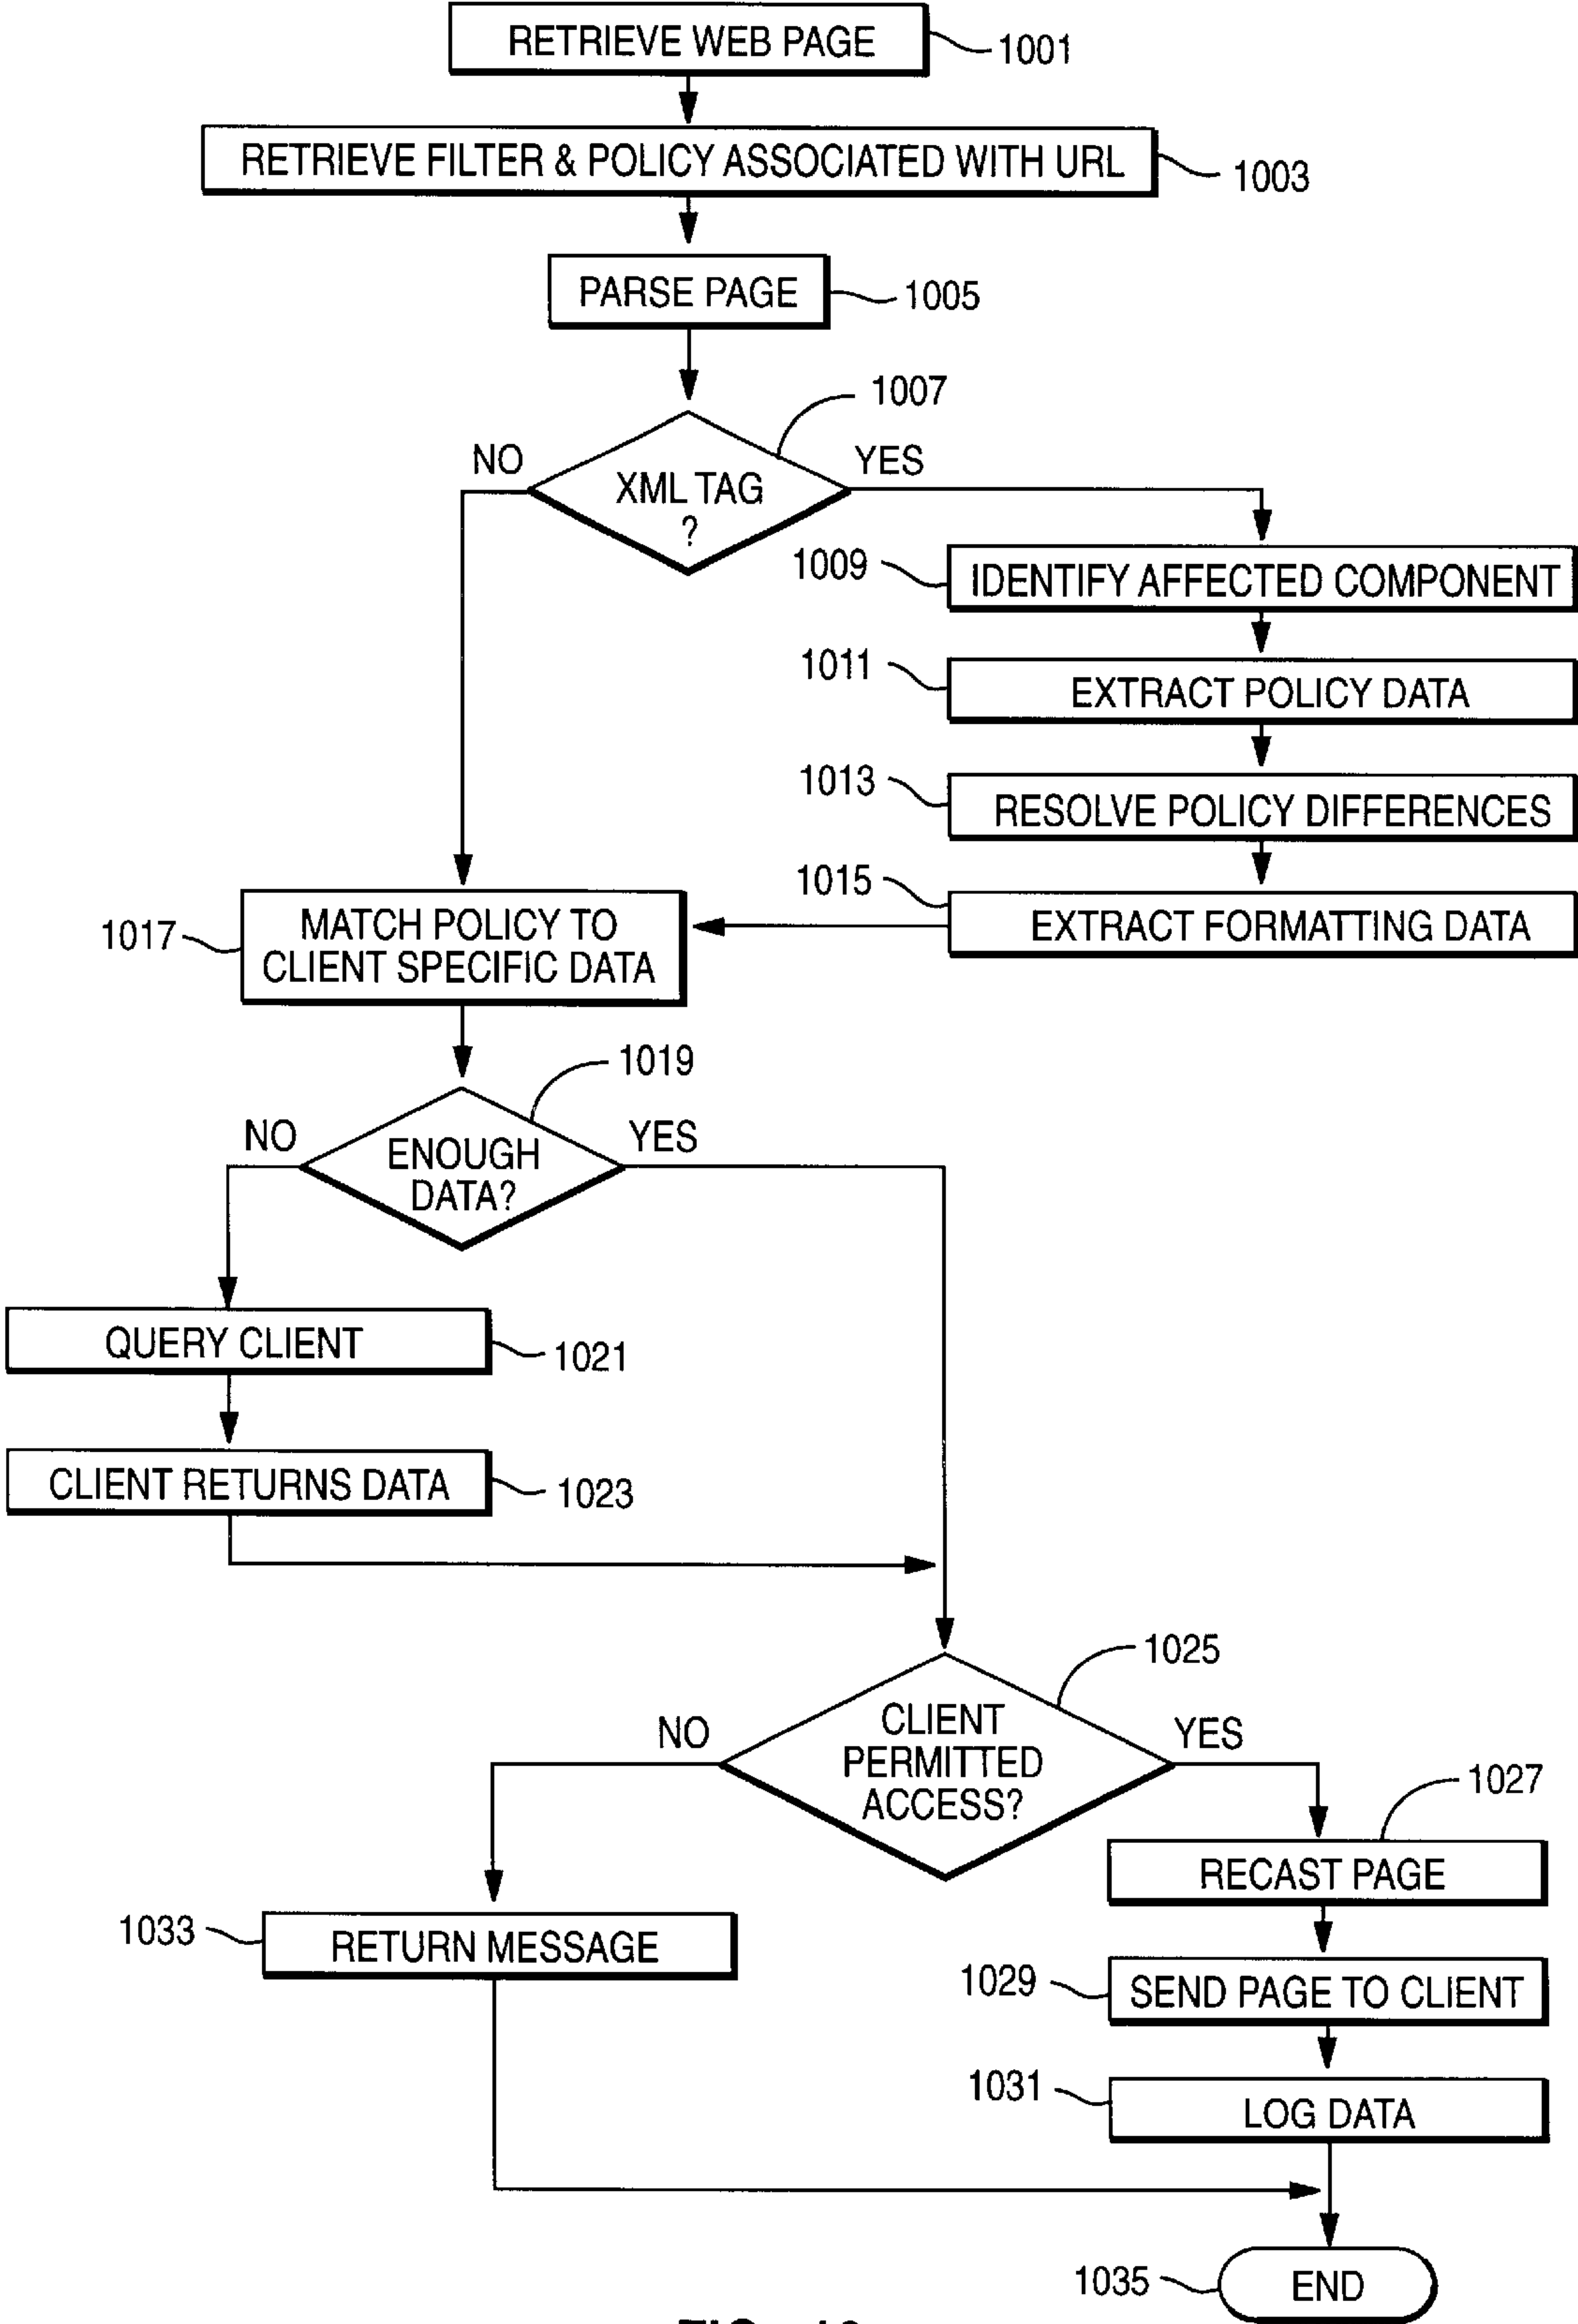 RETRIEVE WEB PAGE
1001
RETRIEVE FILTER & POLICY ASSOCIATED WITH URL
1003
PARSE PAGE
1005
1007
NO
YES
XML TAG
?
1009
IDENTIFY AFFECTED COMPONENT
1011
EXTRACT POLICY DATA
1013
RESOLVE POLICY DIFFERENCES
1015
EXTRACT FORMATTING DATA
1017
MATCH POLICY TO
CLIENT SPECIFIC DATA
1019
NO
YES
ENOUGH
DATA?
QUERY CLIENT
1021
CLIENT RETURNS DATA
1023
1025
NO
YES
CLIENT
PERMITTED
ACCESS?
1027
RECAST PAGE
1033
RETURN MESSAGE
1029
SEND PAGE TO CLIENT
1031
LOG DATA
1035
END